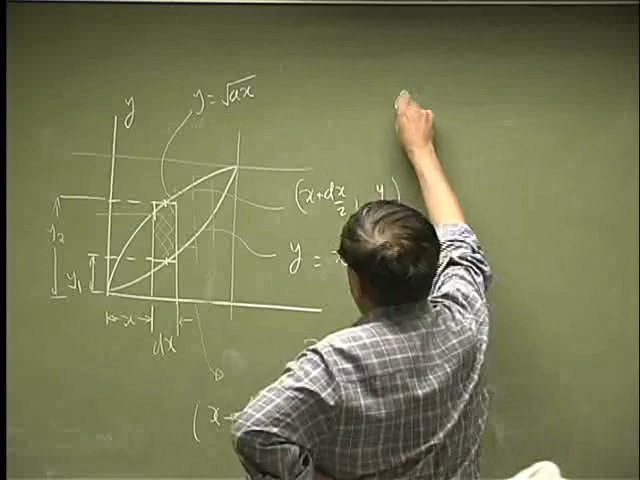 y
y = √ax
(x+dx/2, y)
y₂
y =
y₁
x
dx
(x